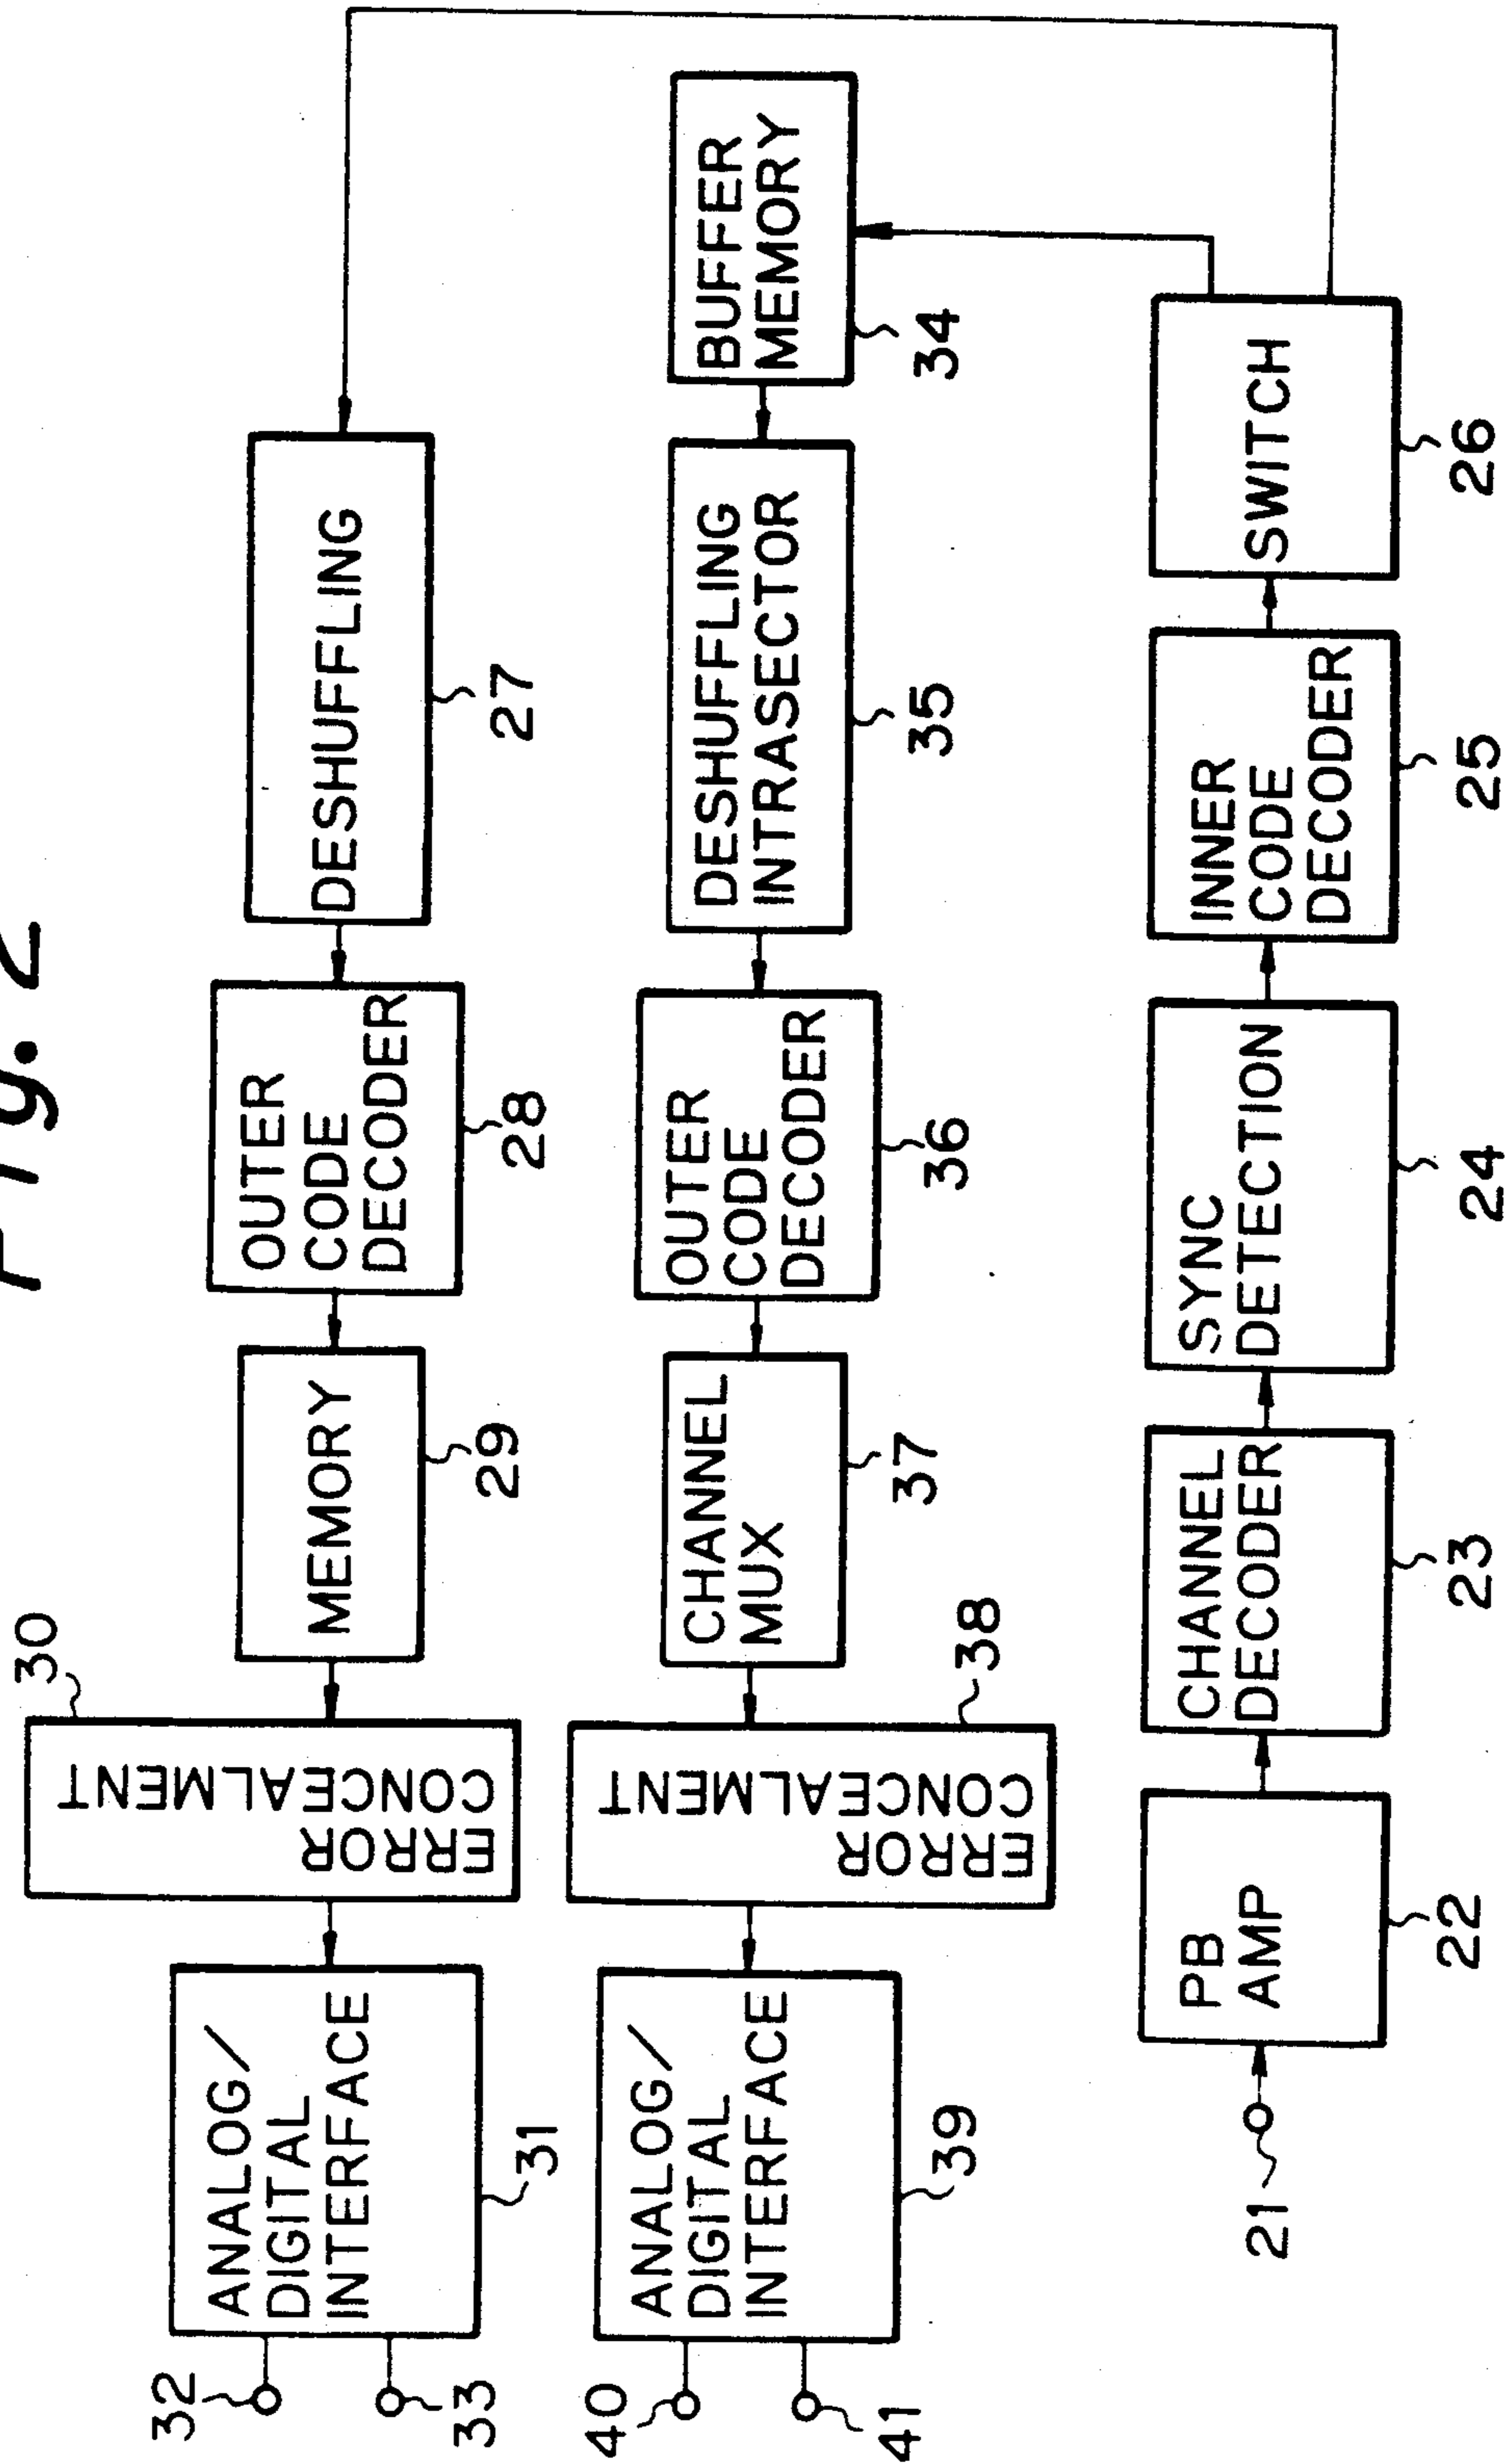 Fig. 2
30
ANALOG/
DIGITAL
INTERFACE
ERROR
CONCEALMENT
MEMORY
OUTER
CODE
DECODER
DESHUFFLING
32
33
31
29
28
27
ANALOG/
DIGITAL
INTERFACE
ERROR
CONCEALMENT
CHANNEL
MUX
OUTER
CODE
DECODER
DESHUFFLING
INTRASECTOR
BUFFER
MEMORY
40
41
39
38
37
36
35
34
21
PB
AMP
CHANNEL
DECODER
SYNC
DETECTION
INNER
CODE
DECODER
SWITCH
22
23
24
25
26